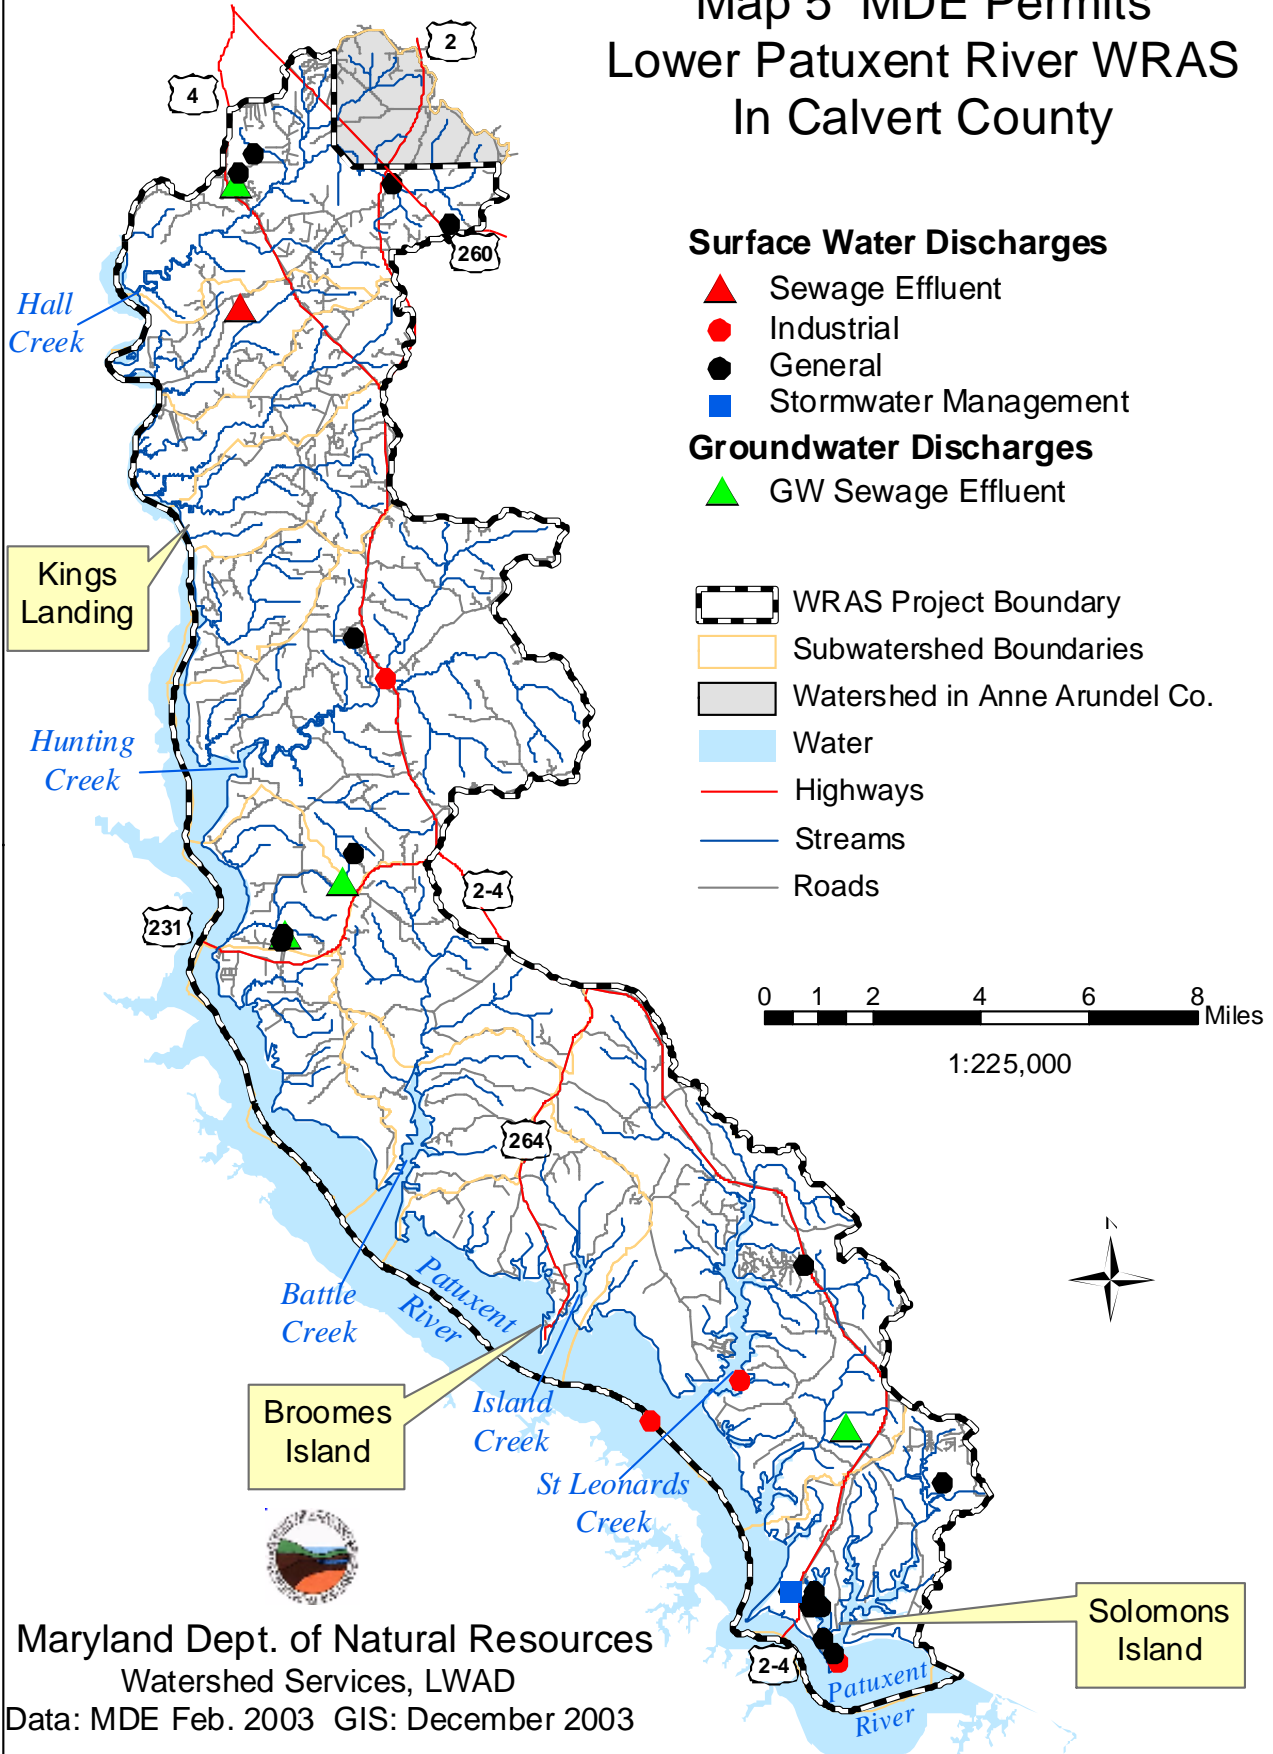 Map 5 MDE Permits
Lower Patuxent River WRAS
In Calvert County
2
4
260
Surface Water Discharges
Sewage Effluent
Industrial
General
Stormwater Management
Groundwater Discharges
GW Sewage Effluent
Hall
Creek
Kings
Landing
WRAS Project Boundary
Subwatershed Boundaries
Watershed in Anne Arundel Co.
Water
Highways
Streams
Roads
Hunting
Creek
2-4
231
0 1 2 4 6 8 Miles
1:225,000
264
N
Battle
Creek
Patuxent
River
Broomes
Island
Island
Creek
St Leonards
Creek
Solomons
Island
2-4
Patuxent
River
Maryland Dept. of Natural Resources
Watershed Services, LWAD
Data: MDE Feb. 2003 GIS: December 2003